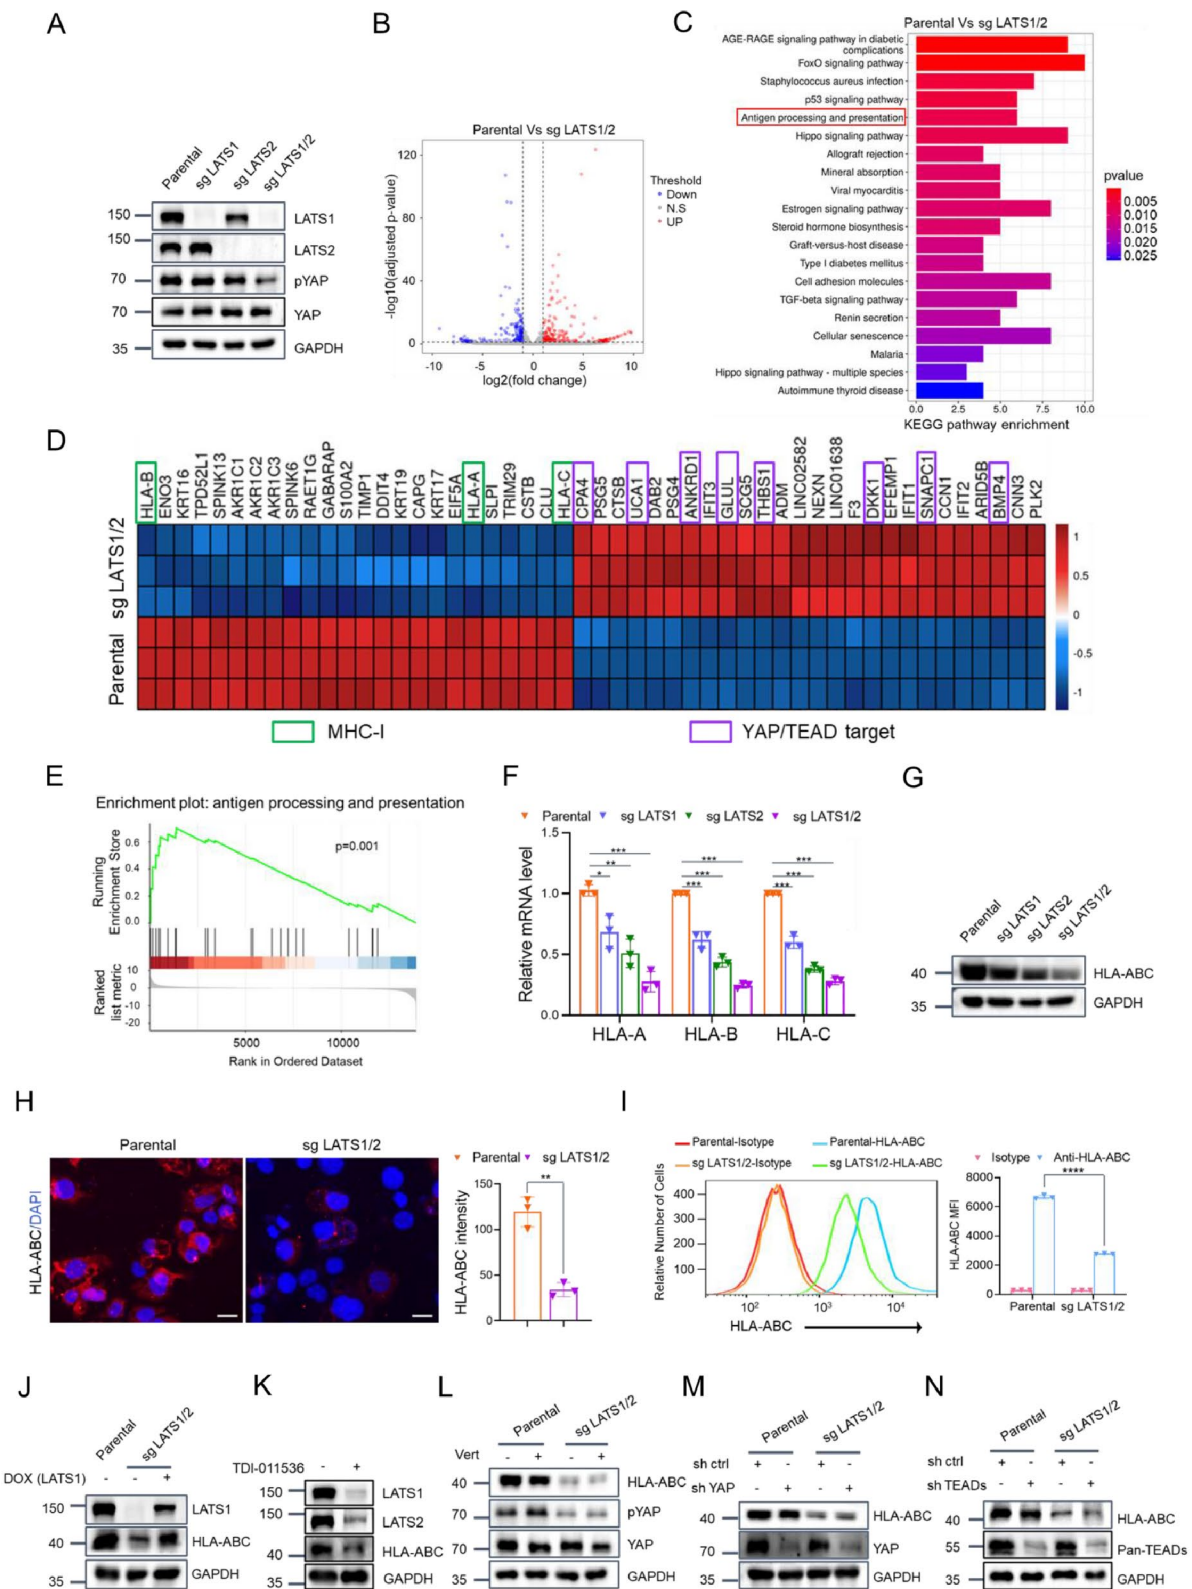 A
Parental
sg LATS1
sg LATS2
sg LATS1/2
150
LATS1
150
LATS2
70
pYAP
70
YAP
35
GAPDH
B
Parental Vs sg LATS1/2
120
80
40
0
-log10(adjusted p-value)
-10
-5
0
5
10
log2(fold change)
Threshold
Down
N.S
UP
C
Parental Vs sg LATS1/2
AGE-RAGE signaling pathway in diabetic
complications
FoxO signaling pathway
Staphylococcus aureus infection
p53 signaling pathway
Antigen processing and presentation
Hippo signaling pathway
Allograft rejection
Mineral absorption
Viral myocarditis
Estrogen signaling pathway
Steroid hormone biosynthesis
Graft-versus-host disease
Type I diabetes mellitus
Cell adhesion molecules
TGF-beta signaling pathway
Renin secretion
Cellular senescence
Malaria
Hippo signaling pathway - multiple species
Autoimmune thyroid disease
0.0
2.5
5.0
7.5
10.0
KEGG pathway enrichment
pvalue
0.005
0.010
0.015
0.020
0.025
D
HLA-B
ENO3
KRT16
TPD52L1
SPINK13
AKR1C1
AKR1C2
AKR1C3
SPINK6
RAET1G
GABARAP
S100A2
TIMP1
DDIT4
KRT19
CAPG
KRT17
EIF5A
HLA-A
SLPI
TRIM29
CSTB
CLU
HLA-C
CPA4
PSG5
CTSB
UCA1
DAB2
PSG4
ANKRD1
IFIT3
GLUL
SCG5
THBS1
ADM
LINC02582
NEXN
LINC01638
F3
DKK1
EFEMP1
IFIT1
SNAPC1
CCN1
IFIT2
ARID5B
BMP4
CNN3
PLK2
sg LATS1/2
Parental
1
0.5
0
-0.5
-1
MHC-I
YAP/TEAD target
E
Enrichment plot: antigen processing and presentation
p=0.001
Running
Enrichment Store
0.6
0.4
0.2
0.0
Ranked
list metric
10
0
-10
-20
5000
10000
Rank in Ordered Dataset
F
Parental
sg LATS1
sg LATS2
sg LATS1/2
Relative mRNA level
1.5
1.0
0.5
0.0
***
**
*
***
***
***
***
***
***
HLA-A
HLA-B
HLA-C
G
Parental
sg LATS1
sg LATS2
sg LATS1/2
40
HLA-ABC
35
GAPDH
H
Parental
sg LATS1/2
HLA-ABC/DAPI
Parental
sg LATS1/2
HLA-ABC intensity
150
100
50
0
**
I
Parental-Isotype
Parental-HLA-ABC
sg LATS1/2-Isotype
sg LATS1/2-HLA-ABC
Relative Number of Cells
400
300
200
100
10²
10³
10⁴
HLA-ABC
Isotype
Anti-HLA-ABC
****
HLA-ABC MFI
8000
6000
4000
2000
0
Parental
sg LATS1/2
J
Parental
sg LATS1/2
DOX (LATS1)
-
-
+
150
LATS1
40
HLA-ABC
35
GAPDH
K
TDI-011536
-
+
150
LATS1
150
LATS2
40
HLA-ABC
35
GAPDH
L
Parental
sg LATS1/2
Vert
-
+
-
+
40
HLA-ABC
70
pYAP
70
YAP
35
GAPDH
M
Parental
sg LATS1/2
sh ctrl
+
-
+
-
sh YAP
-
+
-
+
40
HLA-ABC
70
YAP
35
GAPDH
N
Parental
sg LATS1/2
sh ctrl
+
-
+
-
sh TEADs
-
+
-
+
40
HLA-ABC
55
Pan-TEADs
35
GAPDH